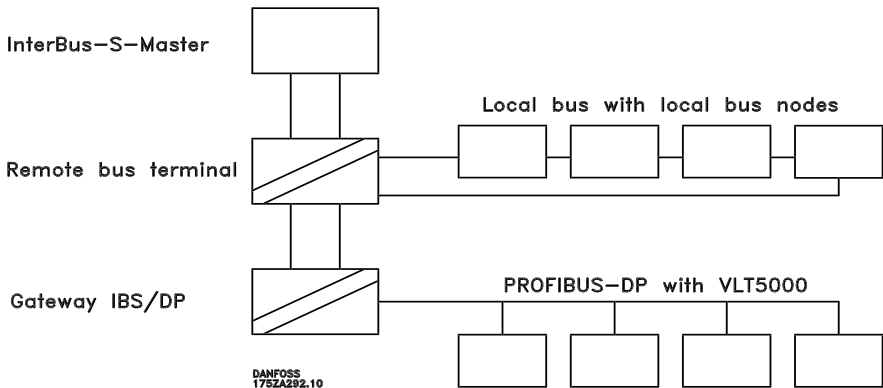 InterBus-S-Master
Local bus with local bus nodes
Remote bus terminal
PROFIBUS-DP with VLT5000
Gateway IBS/DP
DANFOSS
175ZA292.10